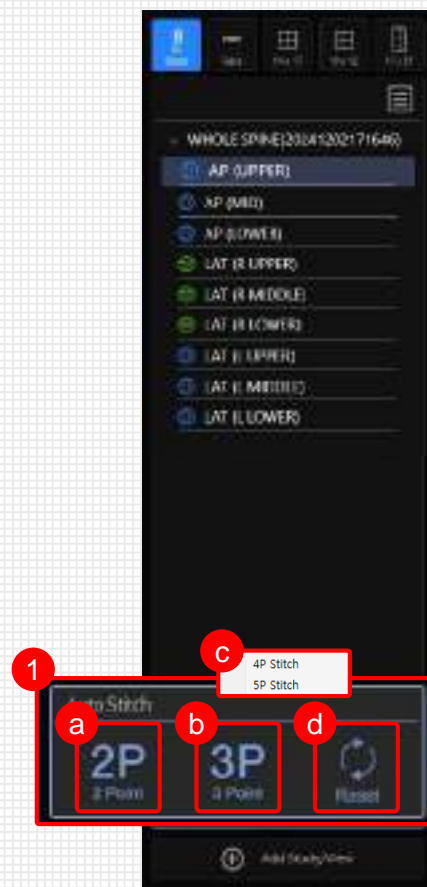 WHOLE SPINE(20241202171646)
AP (UPPER)
AP (MID)
AP (LOWER)
LAT (R UPPER)
LAT (R MIDDLE)
LAT (R LOWER)
LAT (L UPPER)
LAT (L MIDDLE)
LAT (L LOWER)
c
4P Stitch
5P Stitch
1
Auto Stitch
a b d
2P 3P
2 Point 3 Point Reset
Add Study/View